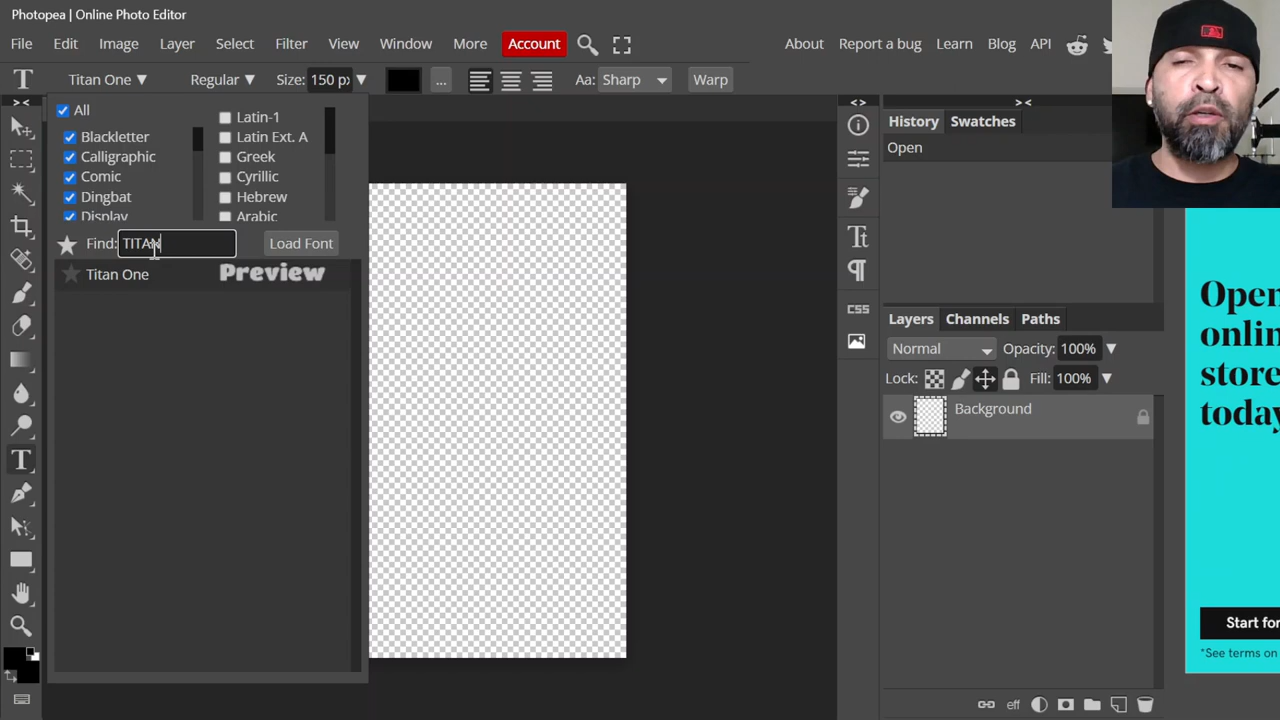 Photopea | Online Photo Editor
File Edit Image Layer Select Filter View Window More Account About Report a bug Learn Blog API
Titan One Regular Size: 150 px ... Aa: Sharp Warp
All
Blackletter
Calligraphic
Comic
Dingbat
Display
Latin-1
Latin Ext. A
Greek
Cyrillic
Hebrew
Arabic
Find: TITAN Load Font
Titan One Preview
History Swatches
Open
CSS
Layers Channels Paths
Normal Opacity: 100%
Lock: Fill: 100%
Background
eff
Open
onlin
store
today
Start for
*See terms on